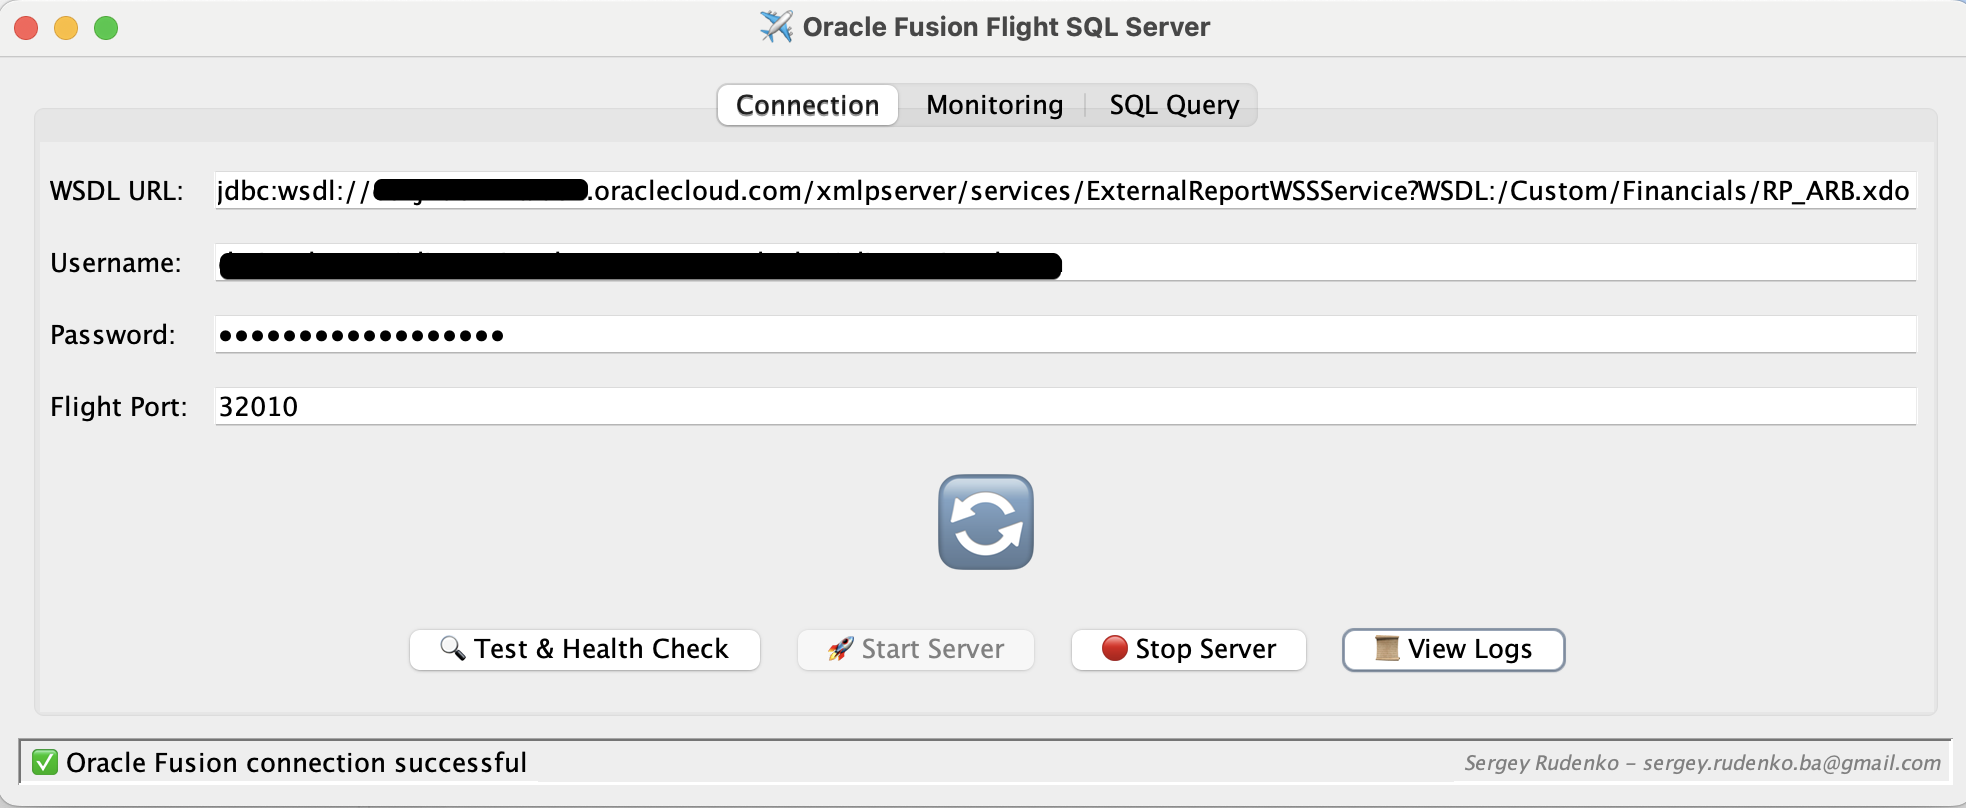 Oracle Fusion Flight SQL Server
Connection Monitoring SQL Query
WSDL URL: jdbc:wsdl:// .oraclecloud.com/xmlpserver/services/ExternalReportWSSService?WSDL:/Custom/Financials/RP_ARB.xdo
Username:
Password: ••••••••••••••••••
Flight Port: 32010
Test & Health Check Start Server Stop Server View Logs
Oracle Fusion connection successful Sergey Rudenko – sergey.rudenko.ba@gmail.com